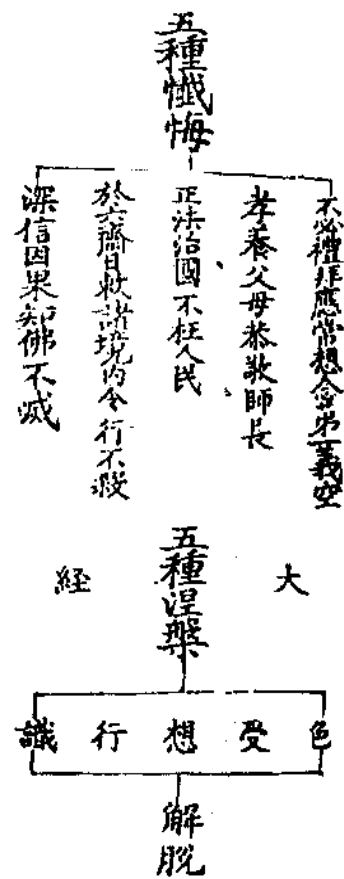 五種懺悔
不必禮拜應常想念第一義空
孝養父母恭敬師長
正法治國不枉人民
於六齋日敕諸境内令行不殺
深信因果知佛不滅
五種涅槃
大
経
色
受
想
行
識
解脱